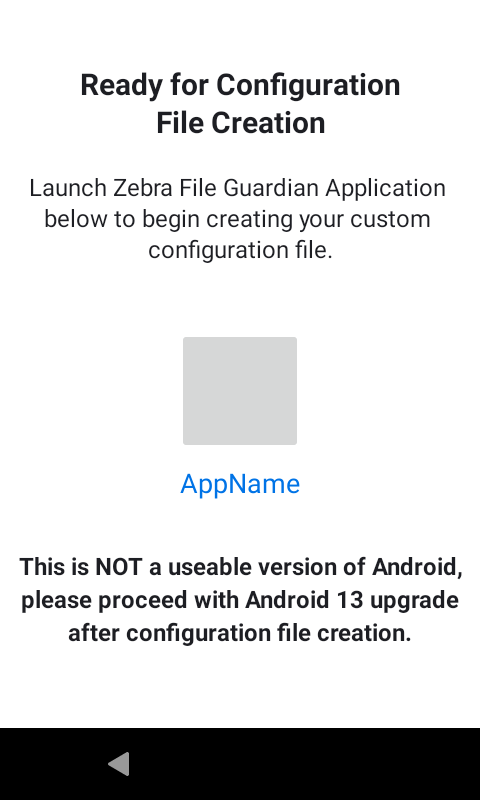 Ready for Configuration
File Creation
Launch Zebra File Guardian Application
below to begin creating your custom
configuration file.
AppName
This is NOT a useable version of Android,
please proceed with Android 13 upgrade
after configuration file creation.